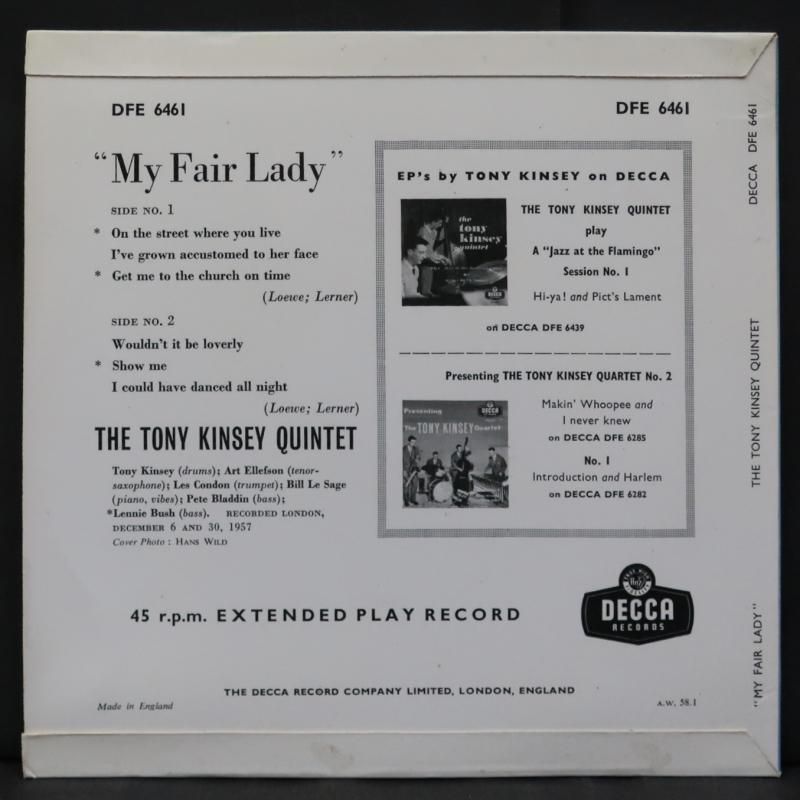 DFE 6461
DFE 6461
“My Fair Lady”
SIDE NO. 1
* On the street where you live
I've grown accustomed to her face
* Get me to the church on time
(Loewe; Lerner)
SIDE NO. 2
Wouldn't it be loverly
* Show me
I could have danced all night
(Loewe; Lerner)
THE TONY KINSEY QUINTET
Tony Kinsey (drums); Art Ellefson (tenor-
saxophone); Les Condon (trumpet); Bill Le Sage
(piano, vibes); Pete Bladdin (bass);
*Lennie Bush (bass). RECORDED LONDON,
DECEMBER 6 AND 30, 1957
Cover Photo : HANS WILD
EP's by TONY KINSEY on DECCA
the
tony
kinsey
quintet
THE TONY KINSEY QUINTET
play
A “Jazz at the Flamingo”
Session No. 1
Hi-ya! and Pict's Lament
on DECCA DFE 6439
Presenting THE TONY KINSEY QUARTET No. 2
Presenting
DECCA
The TONY KINSEY Quartet
Makin' Whoopee and
I never knew
on DECCA DFE 6285
No. 1
Introduction and Harlem
on DECCA DFE 6282
45 r.p.m. EXTENDED PLAY RECORD
DECCA
RECORDS
THE DECCA RECORD COMPANY LIMITED, LONDON, ENGLAND
Made in England
A.W. 58.1
DECCA DFE 6461
THE TONY KINSEY QUINTET
“MY FAIR LADY”